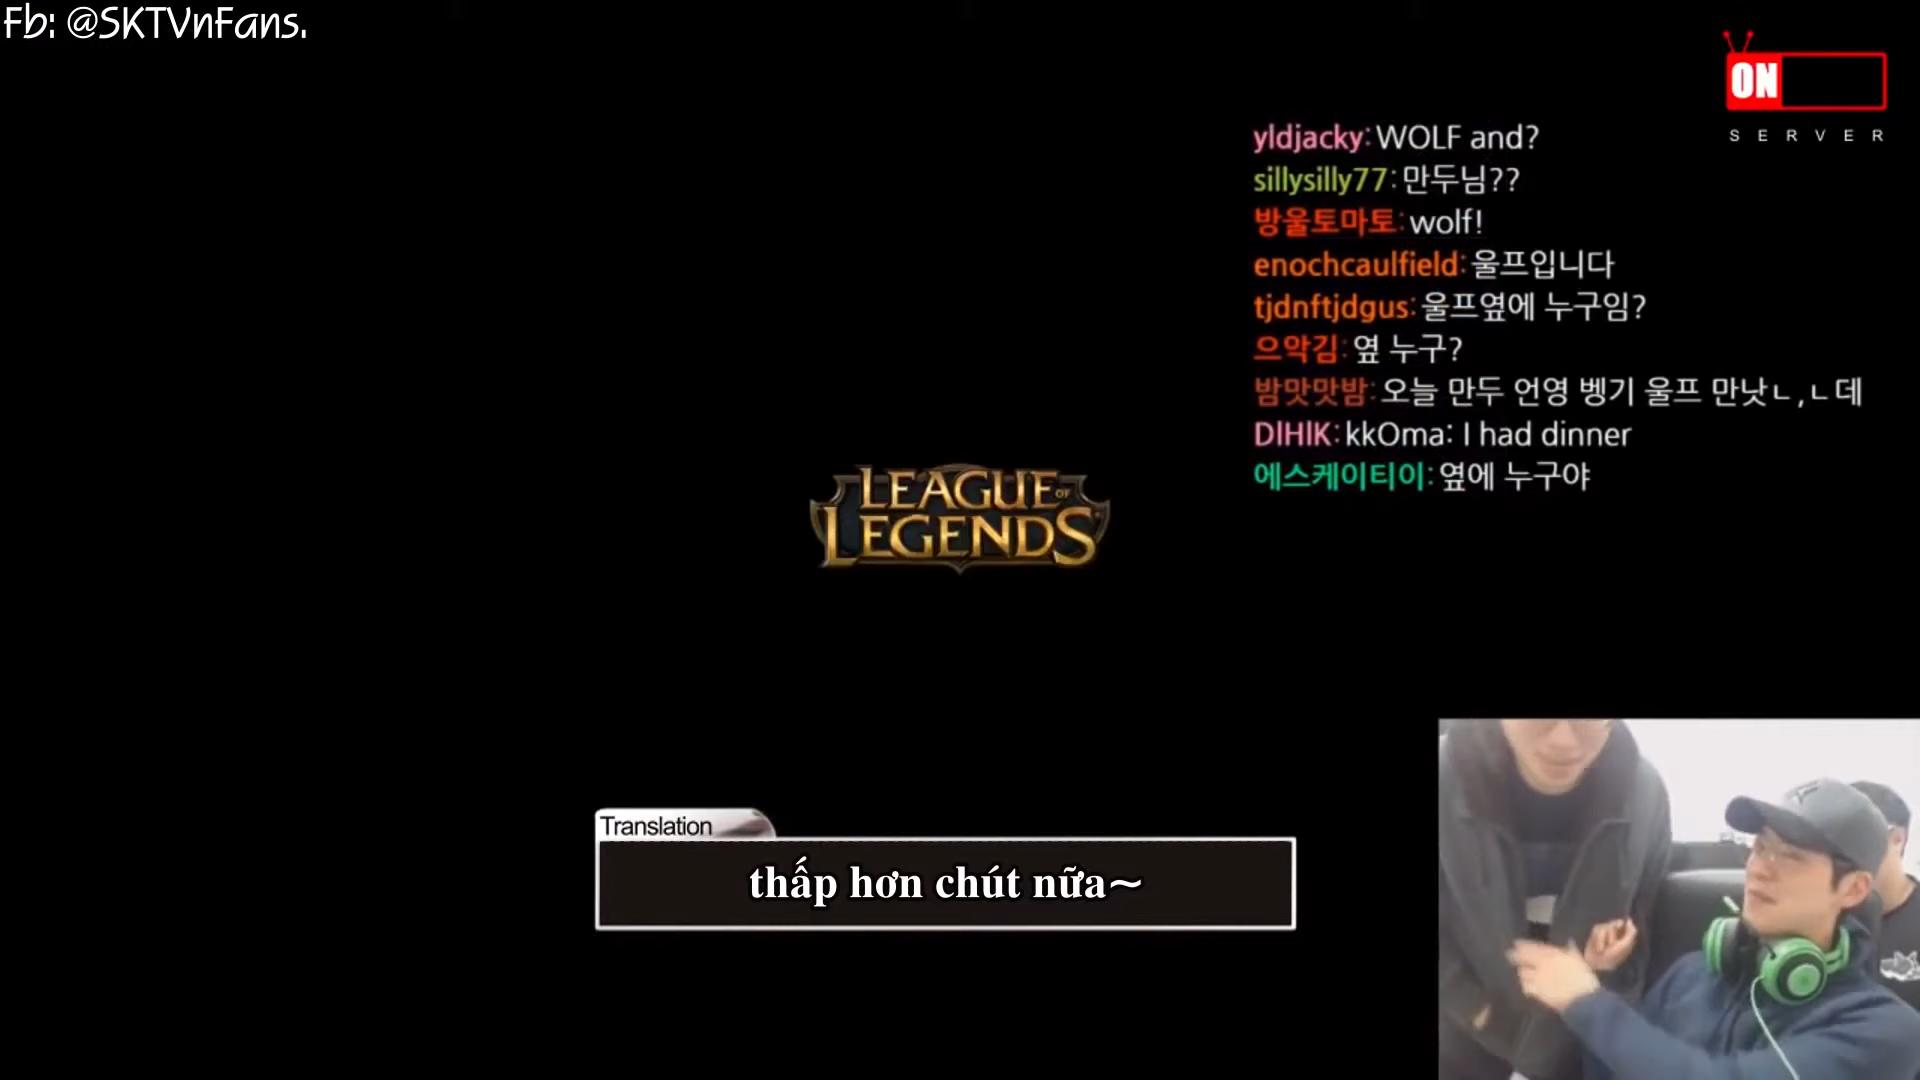 Fb: @SKTVnFans.
ON
SERVER
yldjacky: WOLF and?
sillysilly77: 만두님??
방울토마토: wolf!
enochcaulfield: 울프입니다
tjdnftjdgus: 울프옆에 누구임?
으악김: 옆 누구?
밤맛맛밤: 오늘 만두 언영 벵기 울프 만낫ㄴ,ㄴ데
DlHlK: kkOma: I had dinner
에스케이티이: 옆에 누구야
LEAGUE OF
LEGENDS
Translation
thấp hơn chút nữa~